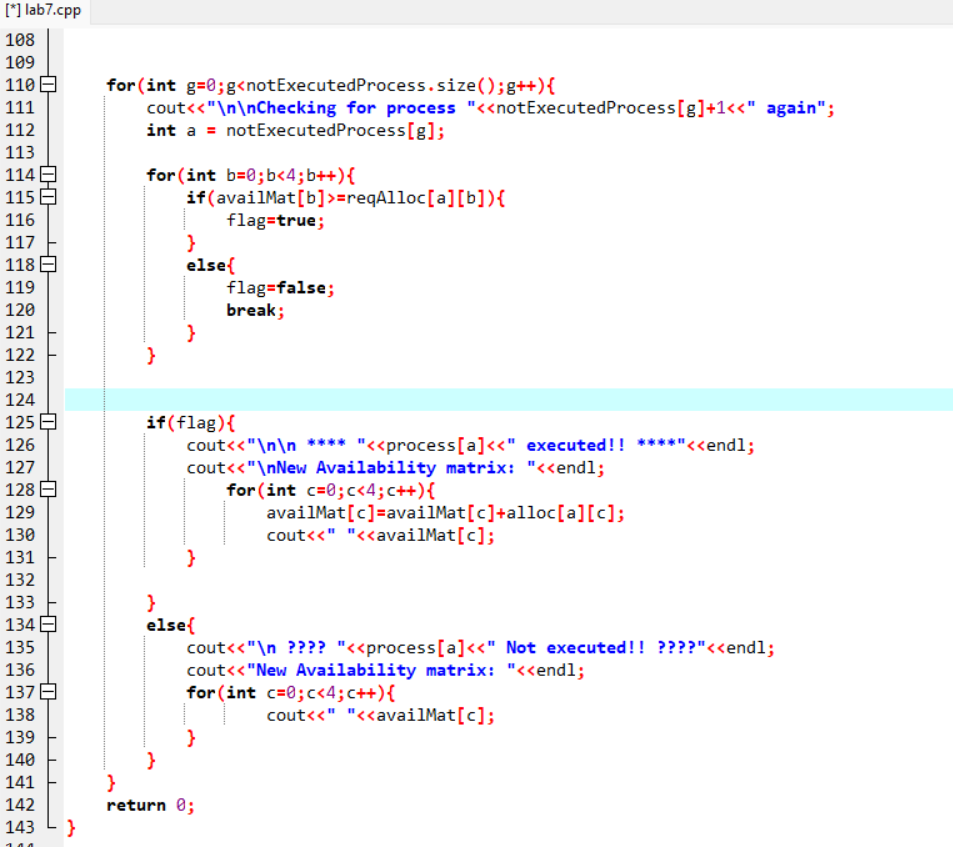 [*] lab7.cpp
108
109
110 for(int g=0;g<notExecutedProcess.size();g++){
111 cout<<"\n\nChecking for process "<<notExecutedProcess[g]+1<<" again";
112 int a = notExecutedProcess[g];
113
114 for(int b=0;b<4;b++){
115 if(availMat[b]>=reqAlloc[a][b]){
116 flag=true;
117 }
118 else{
119 flag=false;
120 break;
121 }
122 }
123
124
125 if(flag){
126 cout<<"\n\n **** "<<process[a]<<" executed!! ****"<<endl;
127 cout<<"\nNew Availability matrix: "<<endl;
128 for(int c=0;c<4;c++){
129 availMat[c]=availMat[c]+alloc[a][c];
130 cout<<" "<<availMat[c];
131 }
132
133 }
134 else{
135 cout<<"\n ???? "<<process[a]<<" Not executed!! ????"<<endl;
136 cout<<"New Availability matrix: "<<endl;
137 for(int c=0;c<4;c++){
138 cout<<" "<<availMat[c];
139 }
140 }
141 }
142 return 0;
143 }